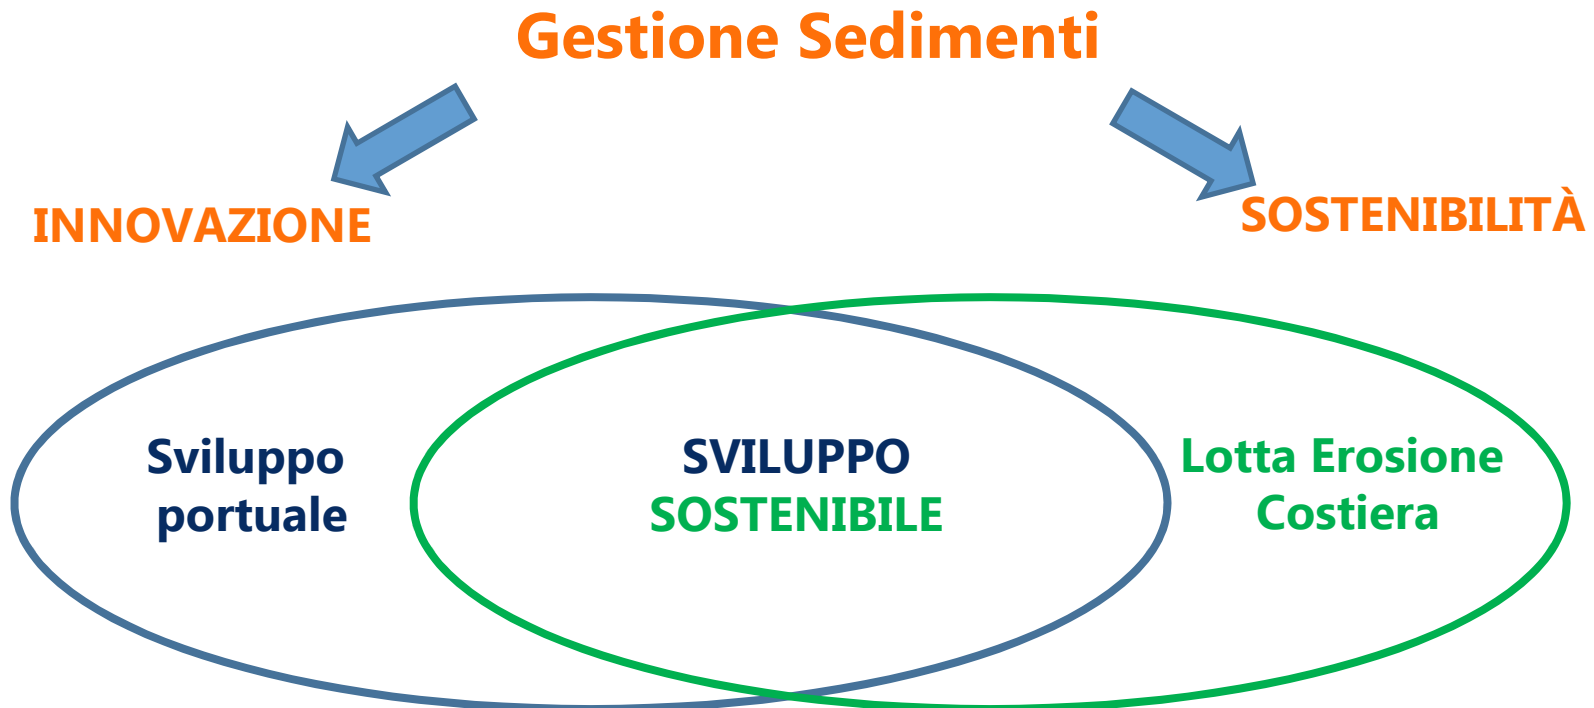 Gestione Sedimenti
INNOVAZIONE
SOSTENIBILITÀ
Sviluppo
portuale
SVILUPPO
SOSTENIBILE
Lotta Erosione
Costiera